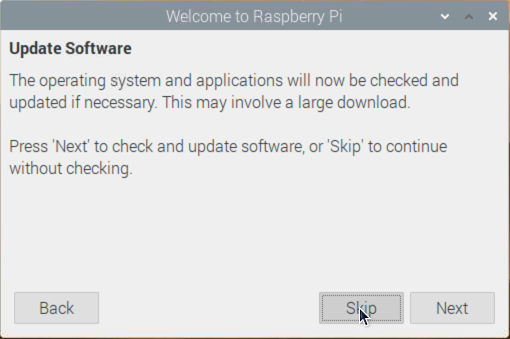 Welcome to Raspberry Pi
Update Software
The operating system and applications will now be checked and
updated if necessary. This may involve a large download.
Press 'Next' to check and update software, or 'Skip' to continue
without checking.
Back
Skip
Next